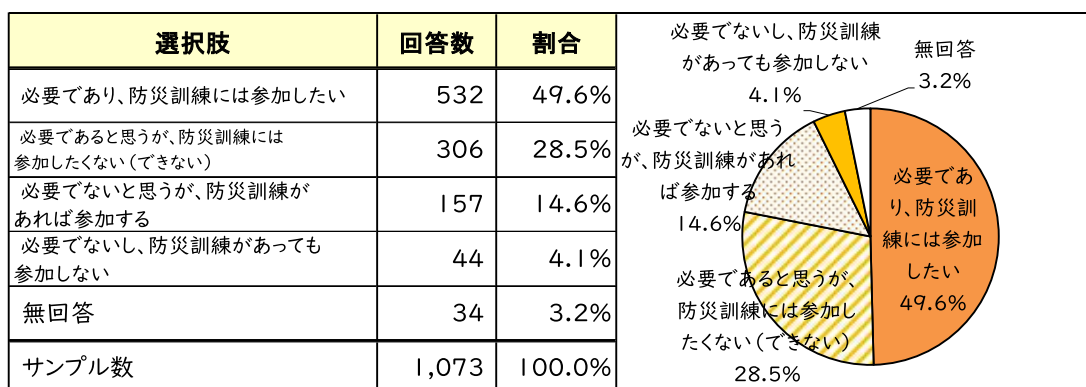 選択肢 回答数 割合
必要であり、防災訓練には参加したい 532 49.6%
必要であると思うが、防災訓練には
参加したくない（できない） 306 28.5%
必要でないと思うが、防災訓練が
あれば参加する 157 14.6%
必要でないし、防災訓練があっても
参加しない 44 4.1%
無回答 34 3.2%
サンプル数 1,073 100.0%
必要でないし、防災訓練
があっても参加しない
4.1%
無回答
3.2%
必要でないと思う
が、防災訓練があれ
ば参加する
14.6%
必要であ
り、防災訓
練には参加
したい
49.6%
必要であると思うが、
防災訓練には参加し
たくない（できない）
28.5%